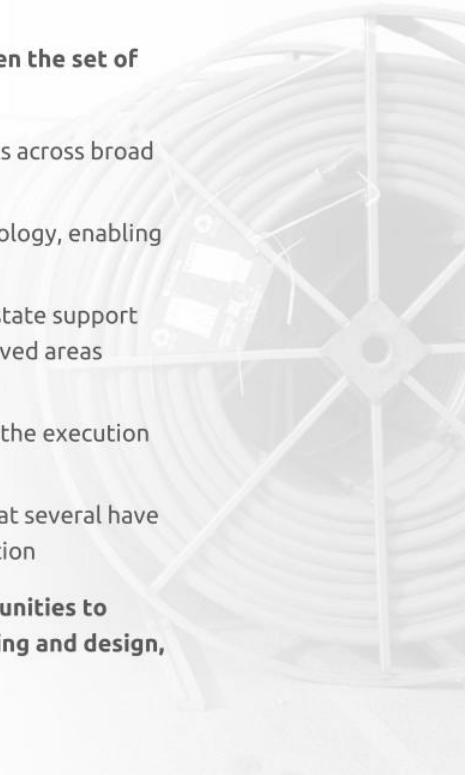 en the set of
s across broad
ology, enabling
state support
ved areas
the execution
at several have
tion
unities to
ing and design,